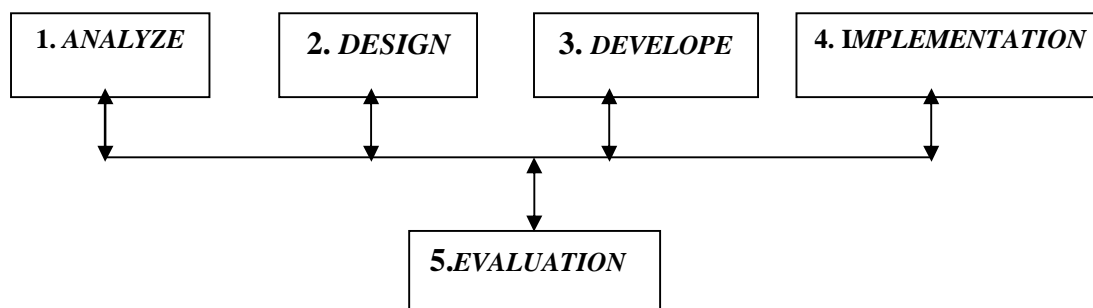 1. ANALYZE
2. DESIGN
3. DEVELOPE
4. IMPLEMENTATION
5.EVALUATION